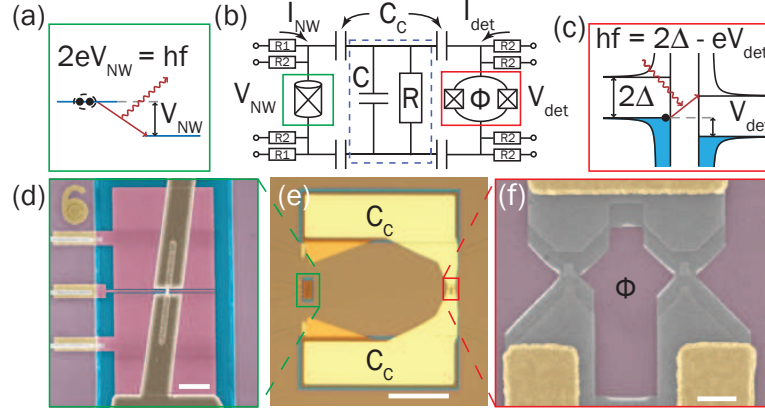 (a)
2eV_NW = hf
V_NW
(b)
I_NW
C_C
I_det
R1
R2
R2
R2
V_NW
C
R
Φ
V_det
R2
R1
R2
R2
(c)
hf = 2Δ - eV_det
2Δ
V_det
(d)
6
(e)
C_C
C_C
(f)
Φ